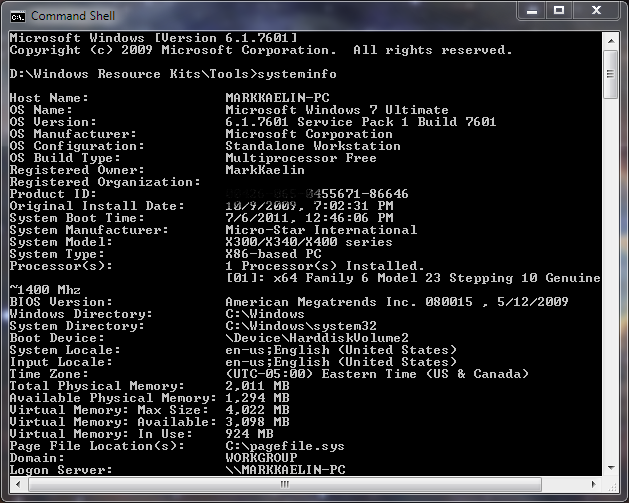 Command Shell
Microsoft Windows [Version 6.1.7601]
Copyright (c) 2009 Microsoft Corporation.  All rights reserved.
D:\Windows Resource Kits\Tools>systeminfo
Host Name:                 MARKKAELIN-PC
OS Name:                   Microsoft Windows 7 Ultimate
OS Version:                6.1.7601 Service Pack 1 Build 7601
OS Manufacturer:           Microsoft Corporation
OS Configuration:          Standalone Workstation
OS Build Type:             Multiprocessor Free
Registered Owner:          MarkKaelin
Registered Organization:
Product ID:                0455671-86646
Original Install Date:     10/9/2009, 7:02:31 PM
System Boot Time:          7/6/2011, 12:46:06 PM
System Manufacturer:       Micro-Star International
System Model:              X300/X340/X400 series
System Type:               X86-based PC
Processor(s):              1 Processor(s) Installed.
[01]: x64 Family 6 Model 23 Stepping 10 Genuine
~1400 Mhz
BIOS Version:              American Megatrends Inc. 080015 , 5/12/2009
Windows Directory:         C:\Windows
System Directory:          C:\Windows\system32
Boot Device:               \Device\HarddiskVolume2
System Locale:             en-us;English (United States)
Input Locale:              en-us;English (United States)
Time Zone:                 (UTC-05:00) Eastern Time (US & Canada)
Total Physical Memory:     2,011 MB
Available Physical Memory: 1,294 MB
Virtual Memory: Max Size:  4,022 MB
Virtual Memory: Available: 3,098 MB
Virtual Memory: In Use:    924 MB
Page File Location(s):     C:\pagefile.sys
Domain:                    WORKGROUP
Logon Server:              \\MARKKAELIN-PC